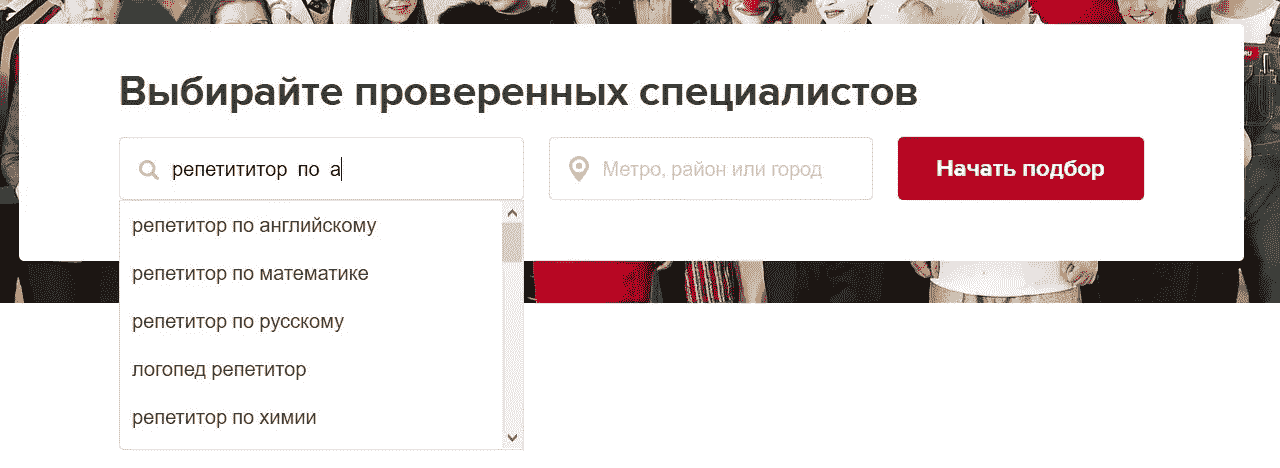 Выбирайте проверенных специалистов
репетититор по а
Метро, район или город
Начать подбор
репетитор по английскому
репетитор по математике
репетитор по русскому
логопед репетитор
репетитор по химии